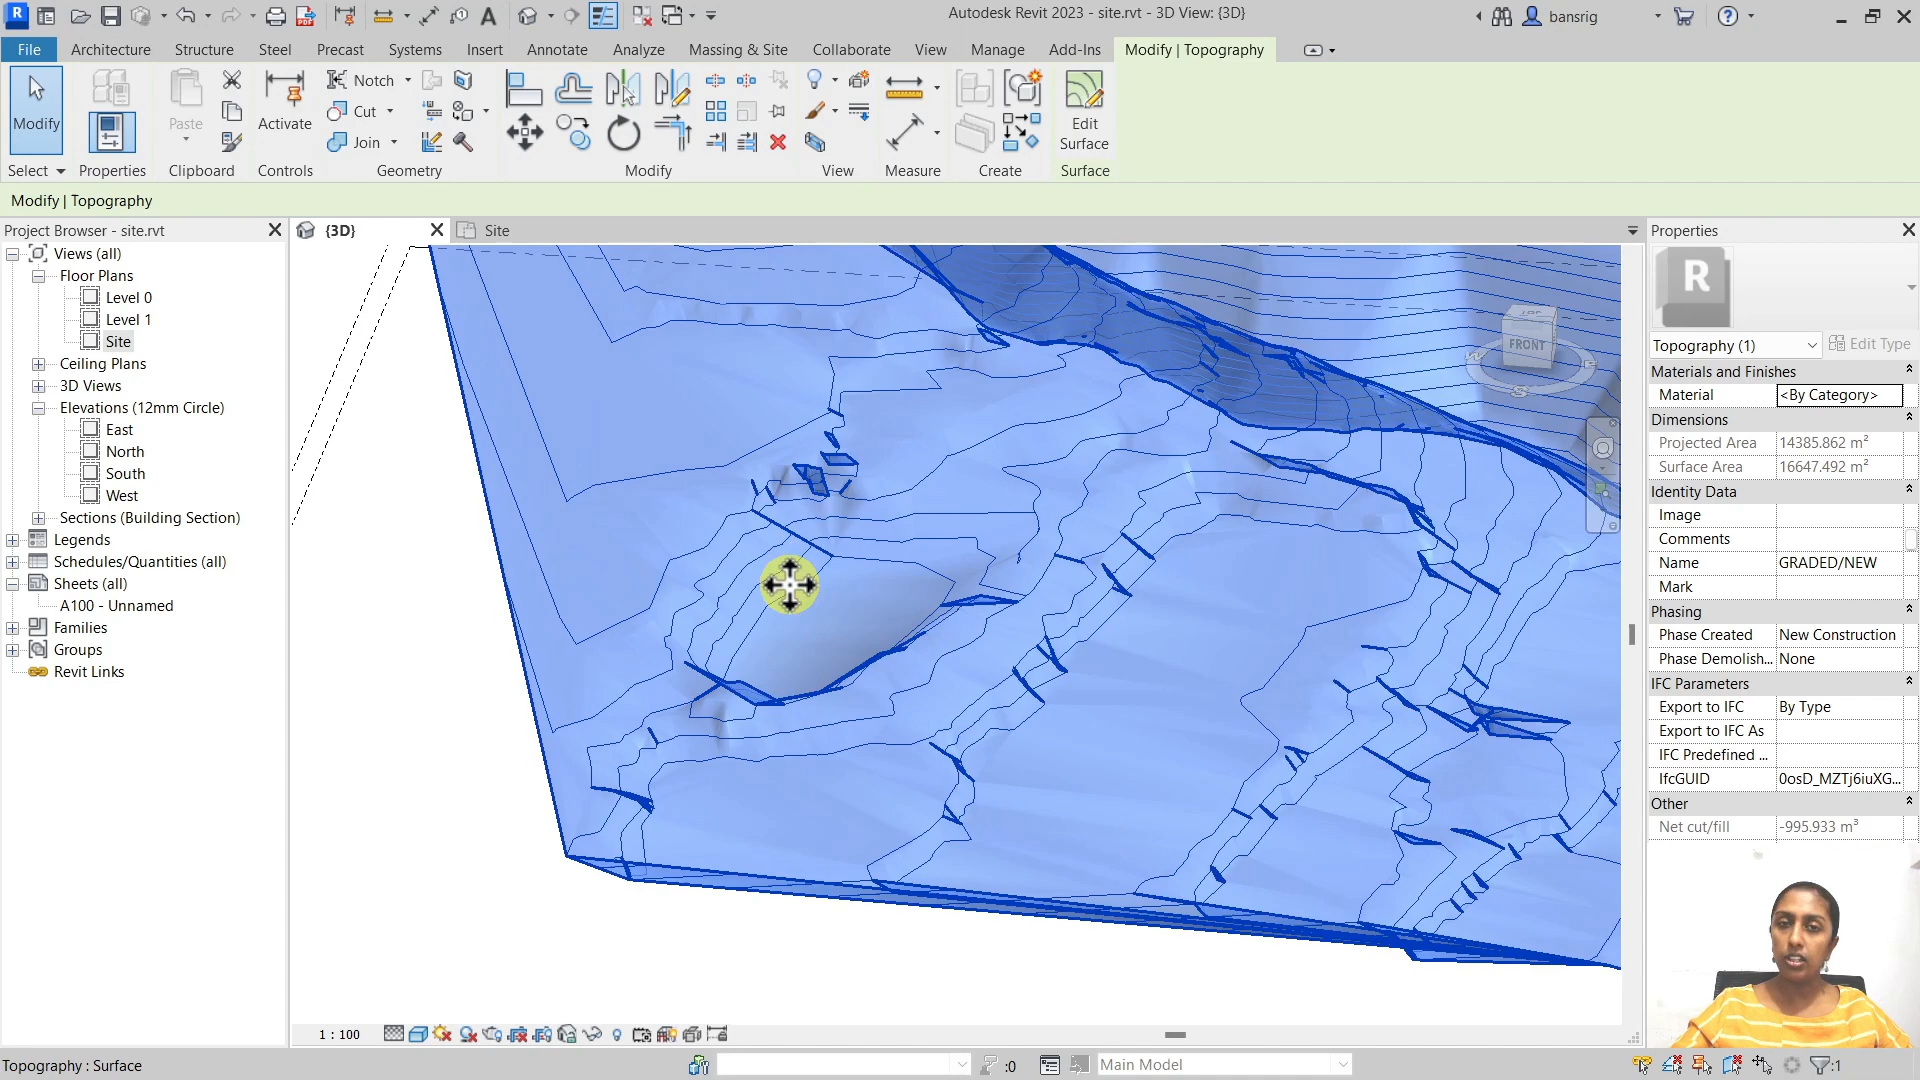 R
Autodesk Revit 2023 - site.rvt - 3D View: {3D}
bansrig
File Architecture Structure Steel Precast Systems Insert Annotate Analyze Massing & Site Collaborate View Manage Add-Ins Modify | Topography
Modify
Paste
Activate
Notch
Cut
Join
Edit
Surface
Select Properties Clipboard Controls Geometry Modify View Measure Create Surface
Modify | Topography
Project Browser - site.rvt
{3D}
Site
Properties
Views (all)
Floor Plans
Level 0
Level 1
Site
Ceiling Plans
3D Views
Elevations (12mm Circle)
East
North
South
West
Sections (Building Section)
Legends
Schedules/Quantities (all)
Sheets (all)
A100 - Unnamed
Families
Groups
Revit Links
FRONT
R
Topography (1)
Edit Type
Materials and Finishes
Material <By Category>
Dimensions
Projected Area 14385.862 m²
Surface Area 16647.492 m²
Identity Data
Image
Comments
Name GRADED/NEW
Mark
Phasing
Phase Created New Construction
Phase Demolish... None
IFC Parameters
Export to IFC By Type
Export to IFC As
IFC Predefined ...
IfcGUID 0osD_MZTj6iuXG...
Other
Net cut/fill -995.933 m³
1 : 100
Topography : Surface
:0
Main Model
:1